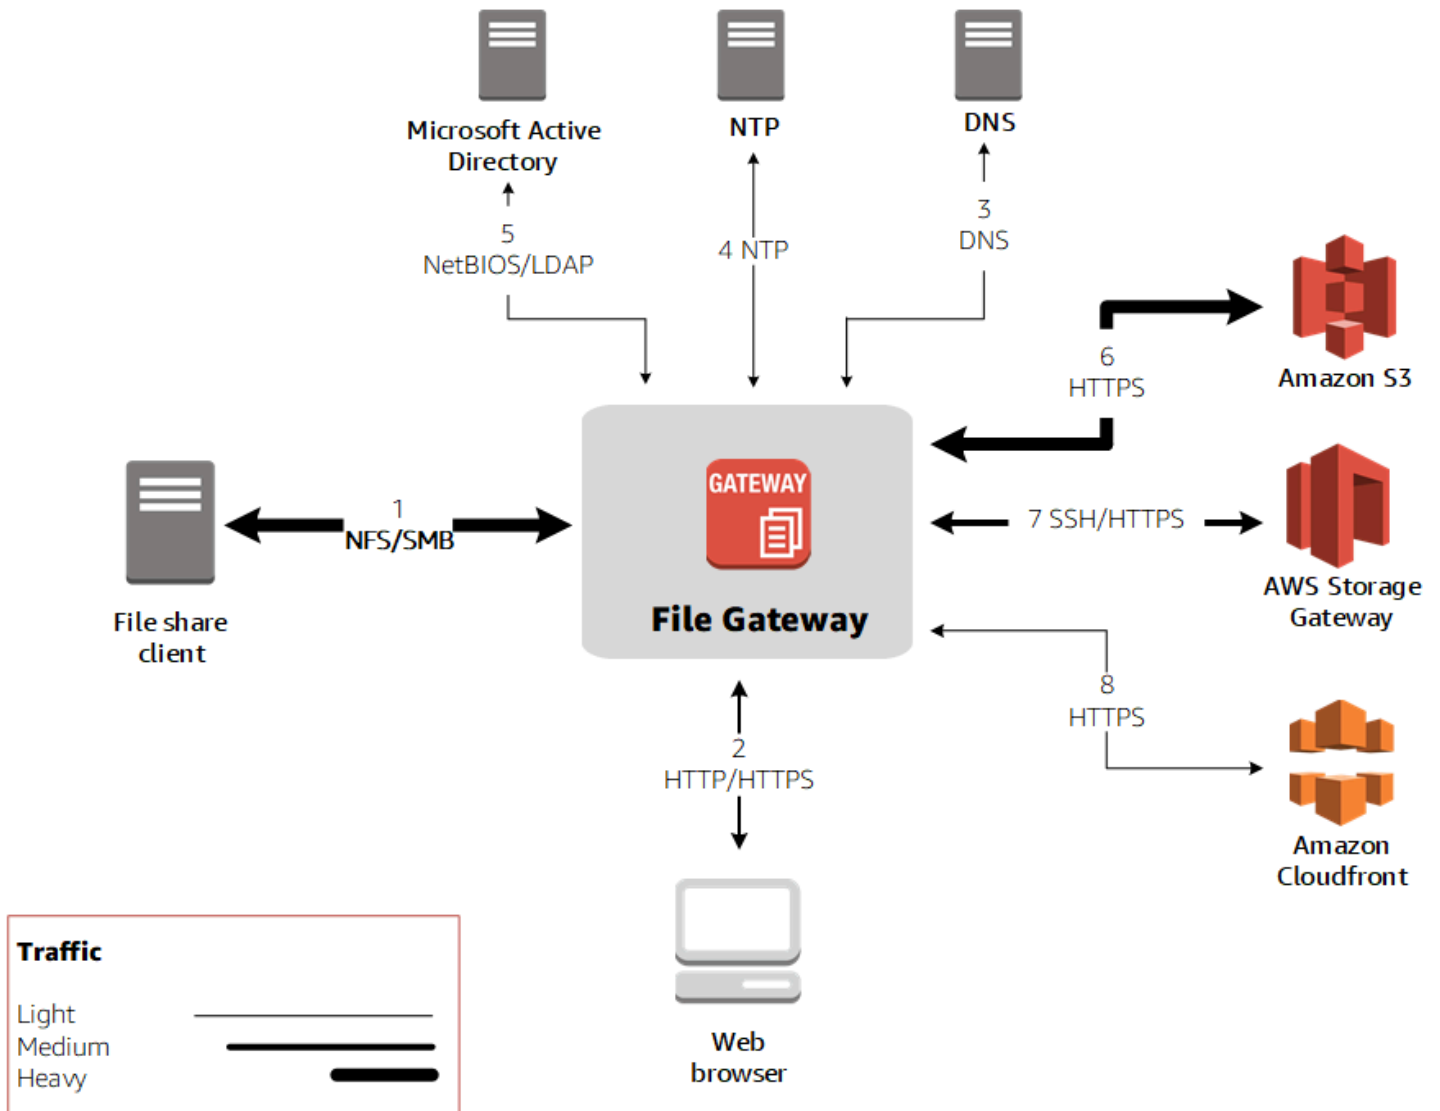 Microsoft Active
Directory
NTP
DNS
5
NetBIOS/LDAP
4 NTP
3
DNS
6
HTTPS
Amazon S3
1
NFS/SMB
File share
client
GATEWAY
File Gateway
7 SSH/HTTPS
AWS Storage
Gateway
8
HTTPS
Amazon
Cloudfront
2
HTTP/HTTPS
Web
browser
Traffic
Light
Medium
Heavy